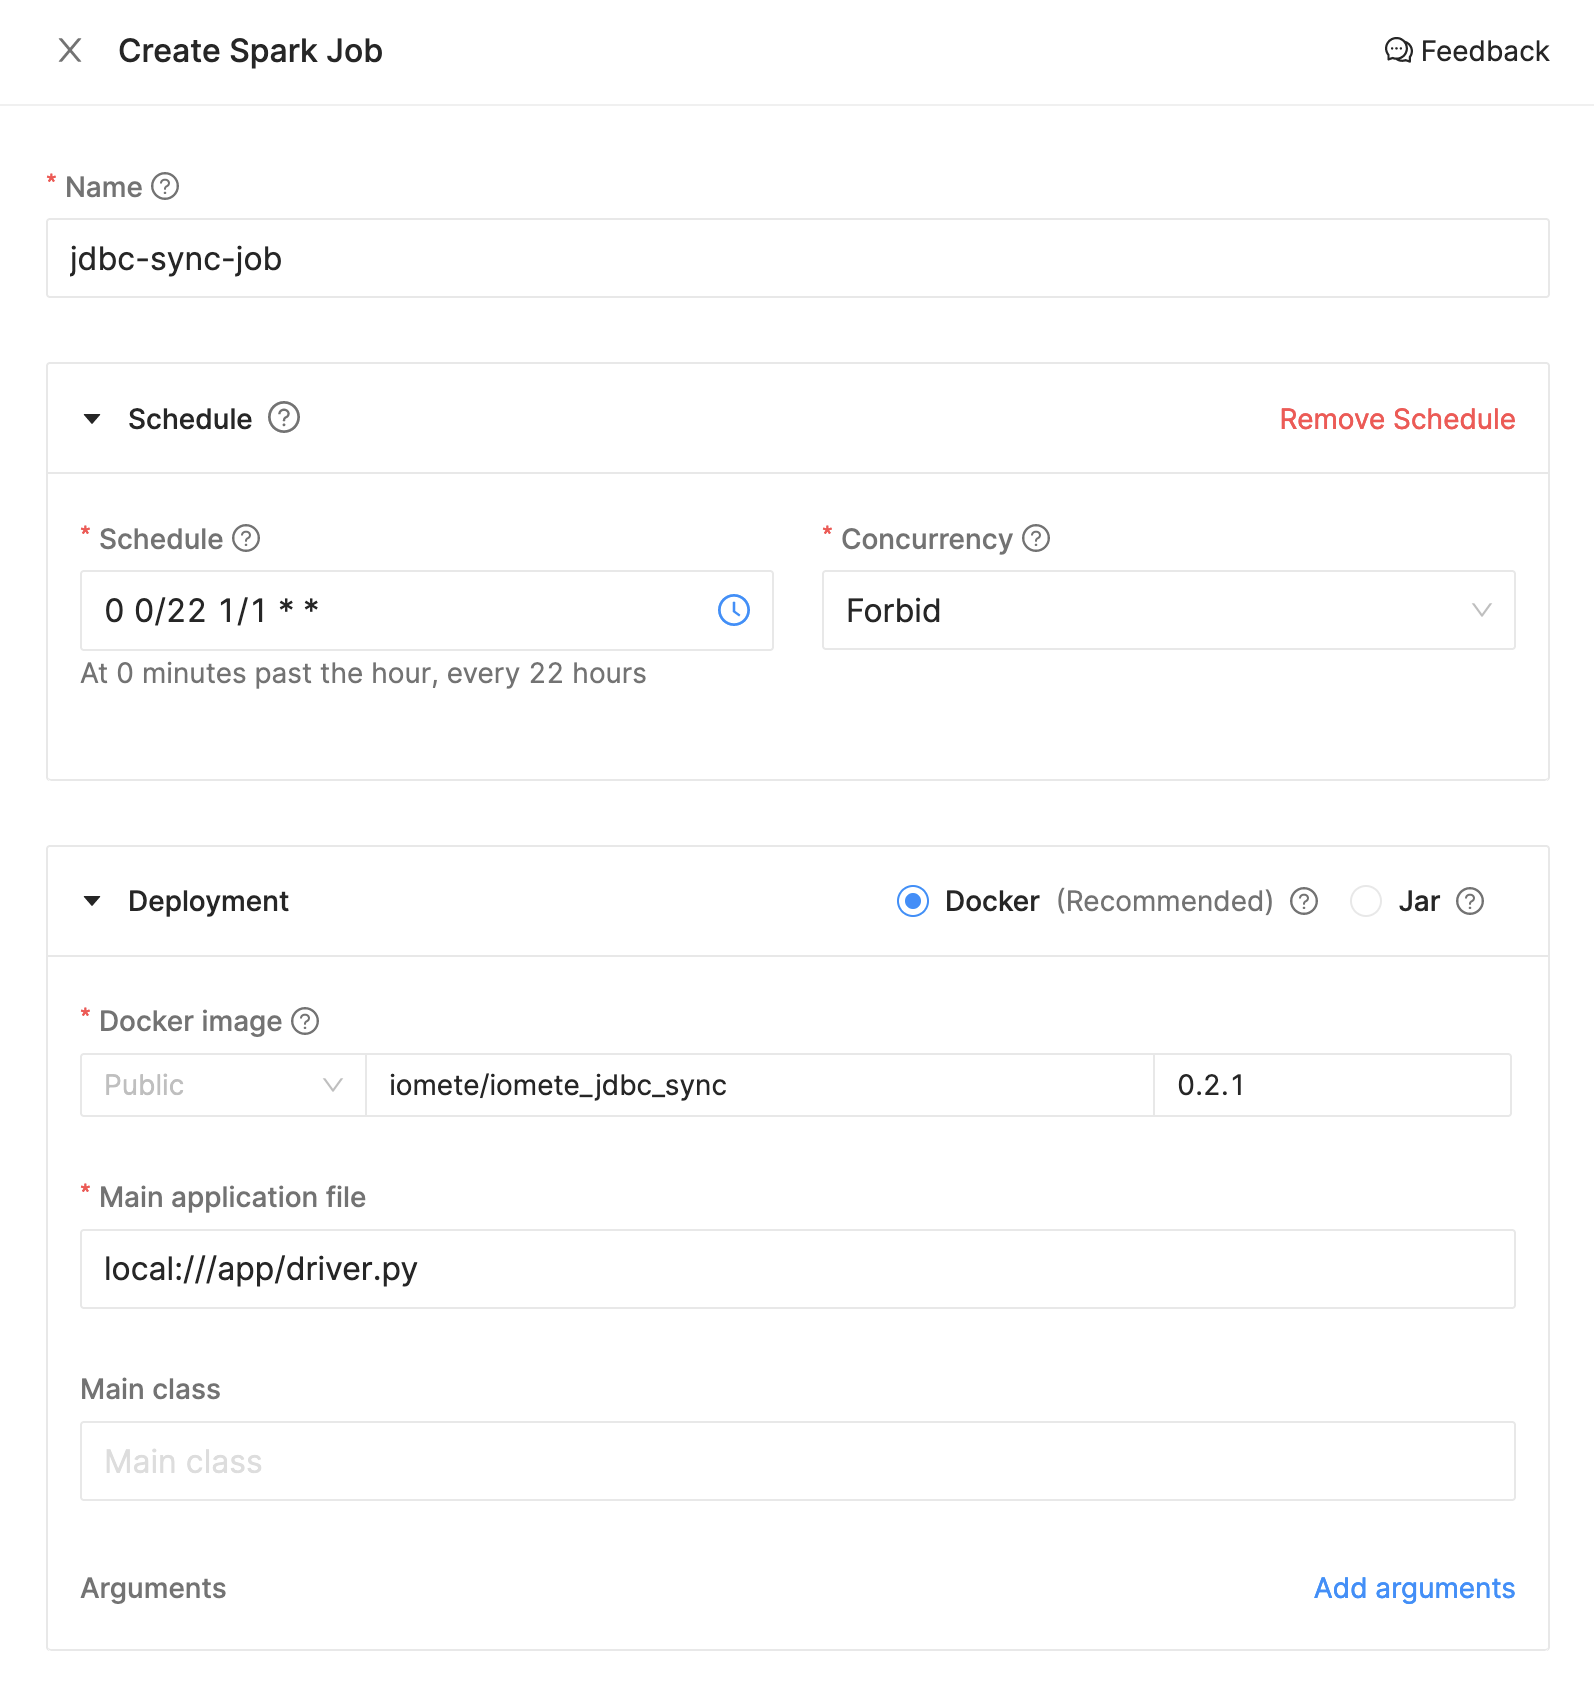 Create Spark Job
Feedback
* Name
jdbc-sync-job
Schedule
Remove Schedule
* Schedule
* Concurrency
0 0/22 1/1 * *
Forbid
At 0 minutes past the hour, every 22 hours
Deployment
Docker (Recommended)
Jar
* Docker image
Public
iomete/iomete_jdbc_sync
0.2.1
* Main application file
local:///app/driver.py
Main class
Main class
Arguments
Add arguments